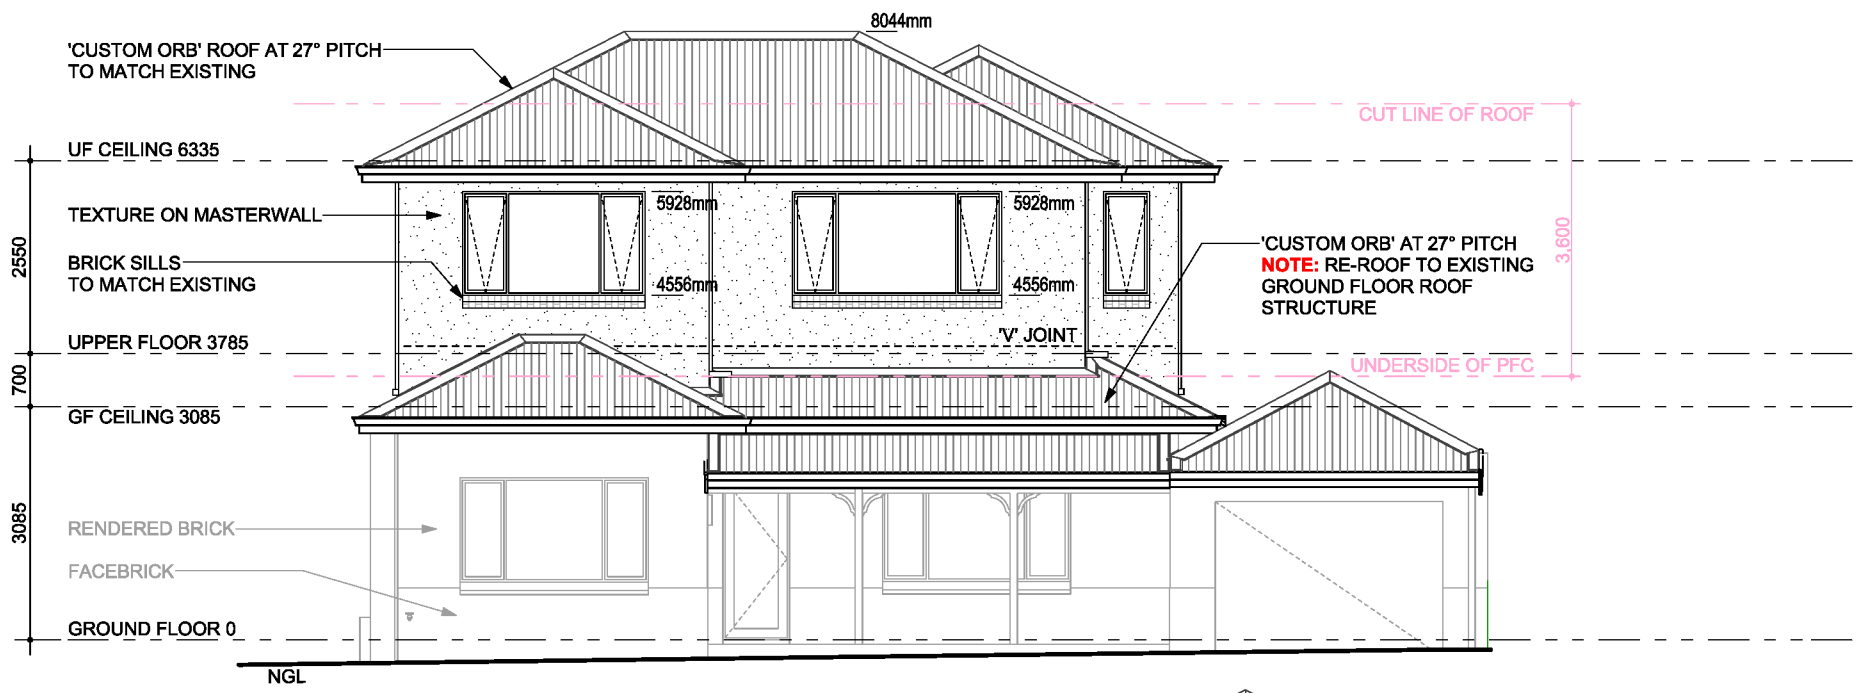 8044mm
'CUSTOM ORB' ROOF AT 27° PITCH
TO MATCH EXISTING
CUT LINE OF ROOF
UF CEILING 6335
5928mm
5928mm
TEXTURE ON MASTERWALL
2550
3,600
'CUSTOM ORB' AT 27° PITCH
NOTE: RE-ROOF TO EXISTING
GROUND FLOOR ROOF
STRUCTURE
BRICK SILLS
TO MATCH EXISTING
4556mm
4556mm
'V' JOINT
UPPER FLOOR 3785
UNDERSIDE OF PFC
700
GF CEILING 3085
3085
RENDERED BRICK
FACEBRICK
GROUND FLOOR 0
NGL